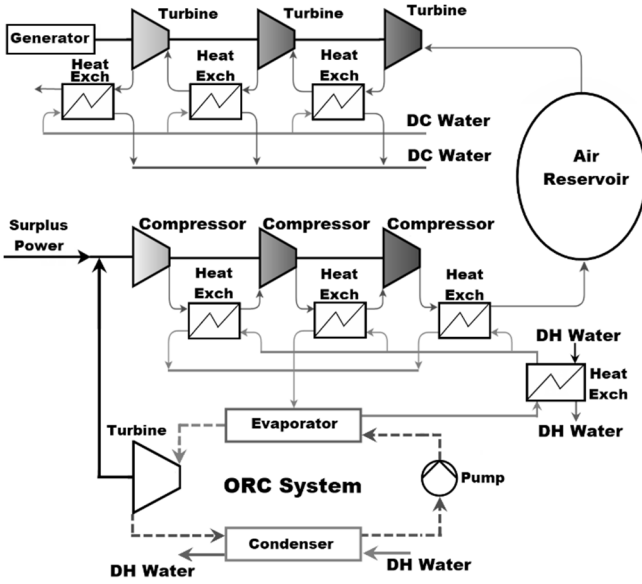 Turbine
Turbine
Turbine
Generator
Heat
Exch
Heat
Exch
Heat
Exch
DC Water
DC Water
Air
Reservoir
Surplus
Power
Compressor
Compressor
Compressor
Heat
Exch
Heat
Exch
Heat
Exch
DH Water
Heat
Exch
DH Water
Evaporator
Turbine
ORC System
Pump
Condenser
DH Water
DH Water